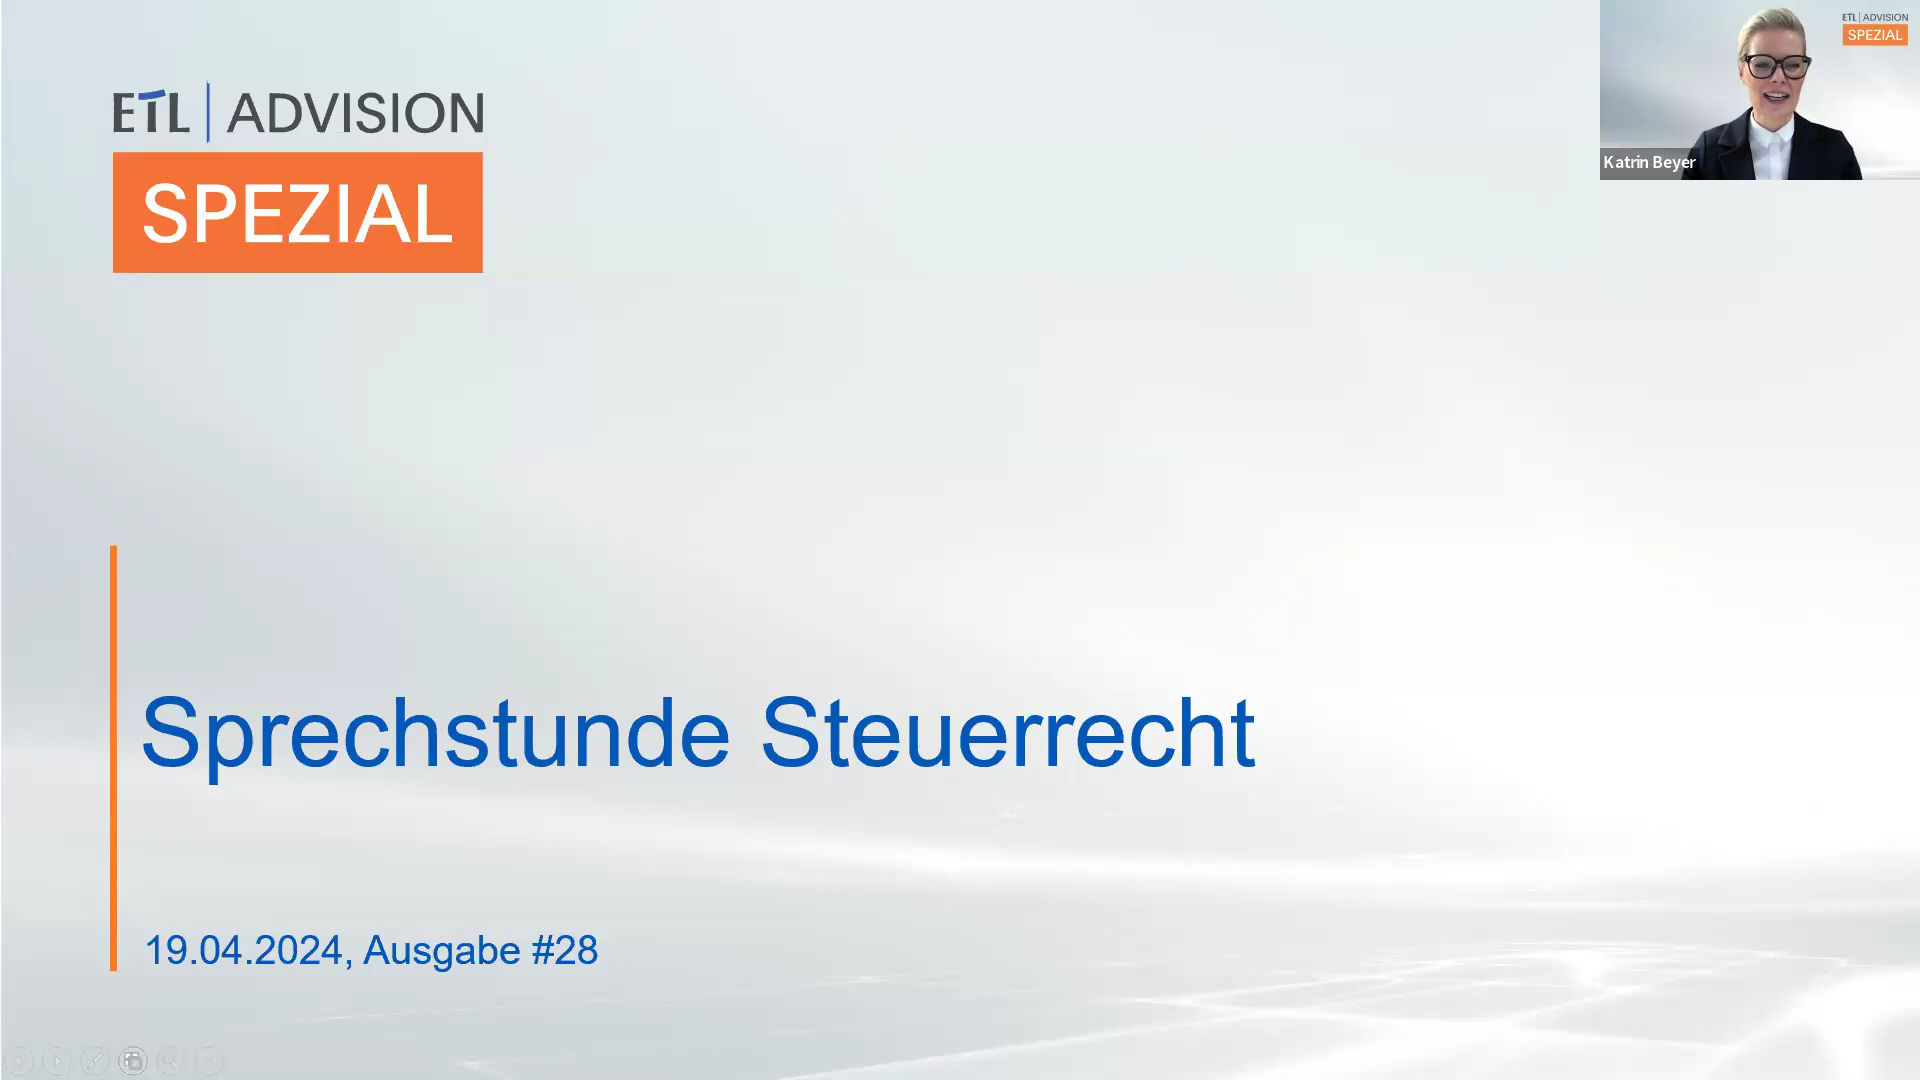 ETL | ADVISION
SPEZIAL
ETL | ADVISION
SPEZIAL
Katrin Beyer
Sprechstunde Steuerrecht
19.04.2024, Ausgabe #28